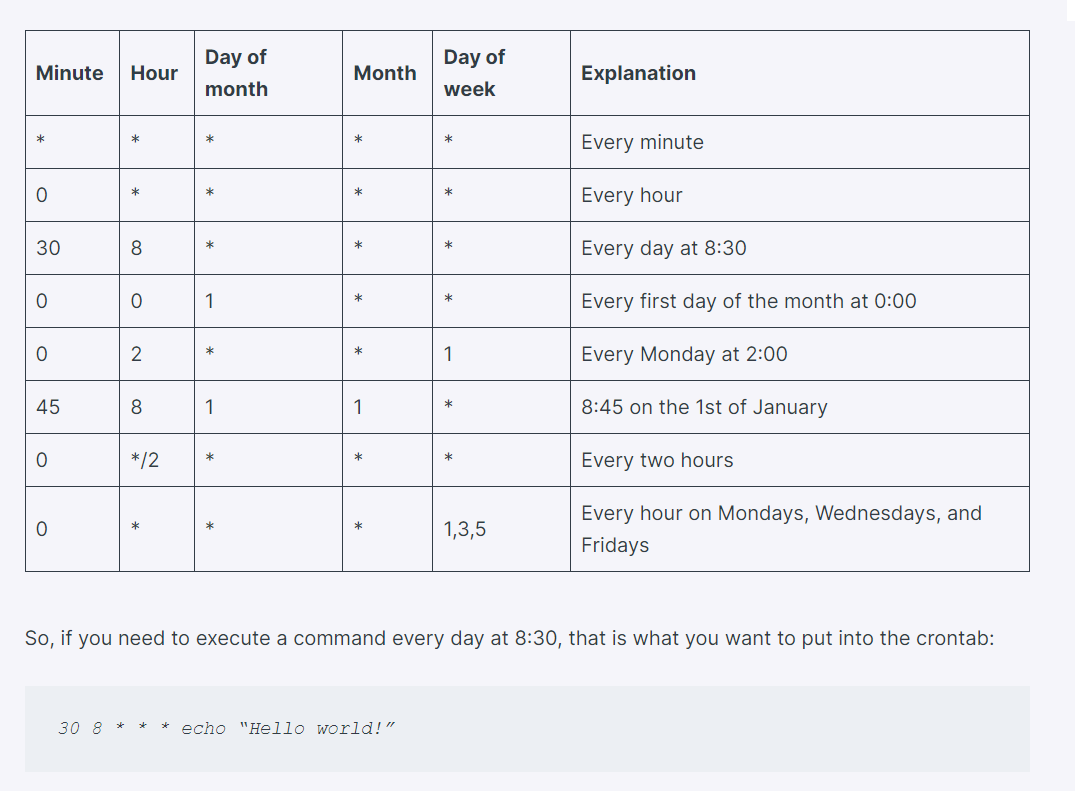 Minute Hour Day of month Month Day of week Explanation
* * * * * Every minute
0 * * * * Every hour
30 8 * * * Every day at 8:30
0 0 1 * * Every first day of the month at 0:00
0 2 * * 1 Every Monday at 2:00
45 8 1 1 * 8:45 on the 1st of January
0 */2 * * * Every two hours
0 * * * 1,3,5 Every hour on Mondays, Wednesdays, and
Fridays
So, if you need to execute a command every day at 8:30, that is what you want to put into the crontab:
30 8 * * * echo “Hello world!”